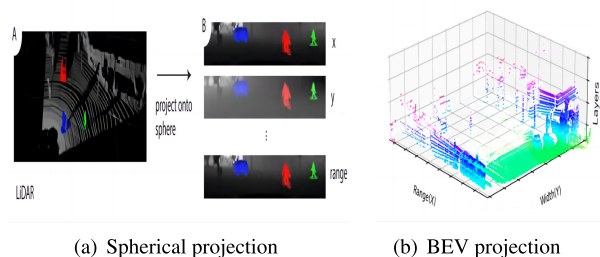 A
B
x
project onto
sphere
y
⋮
range
LiDAR
Layers
Range(X)
Width(Y)
(a) Spherical projection
(b) BEV projection